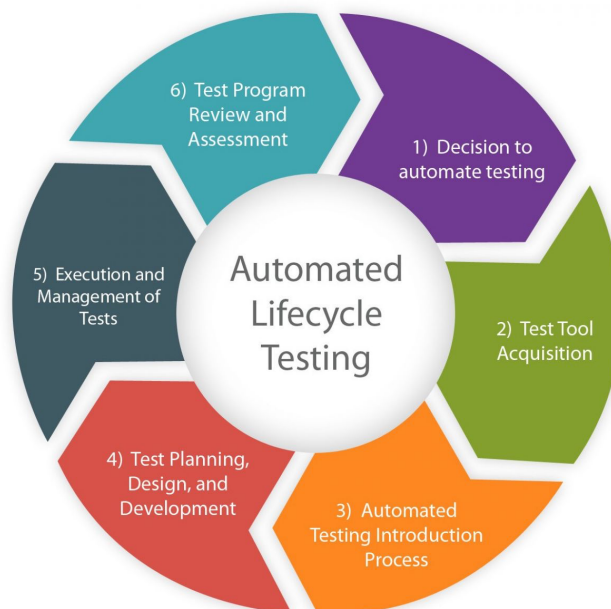 Automated
Lifecycle
Testing
1) Decision to
automate testing
2) Test Tool
Acquisition
3) Automated
Testing Introduction
Process
4) Test Planning,
Design, and
Development
5) Execution and
Management of
Tests
6) Test Program
Review and
Assessment